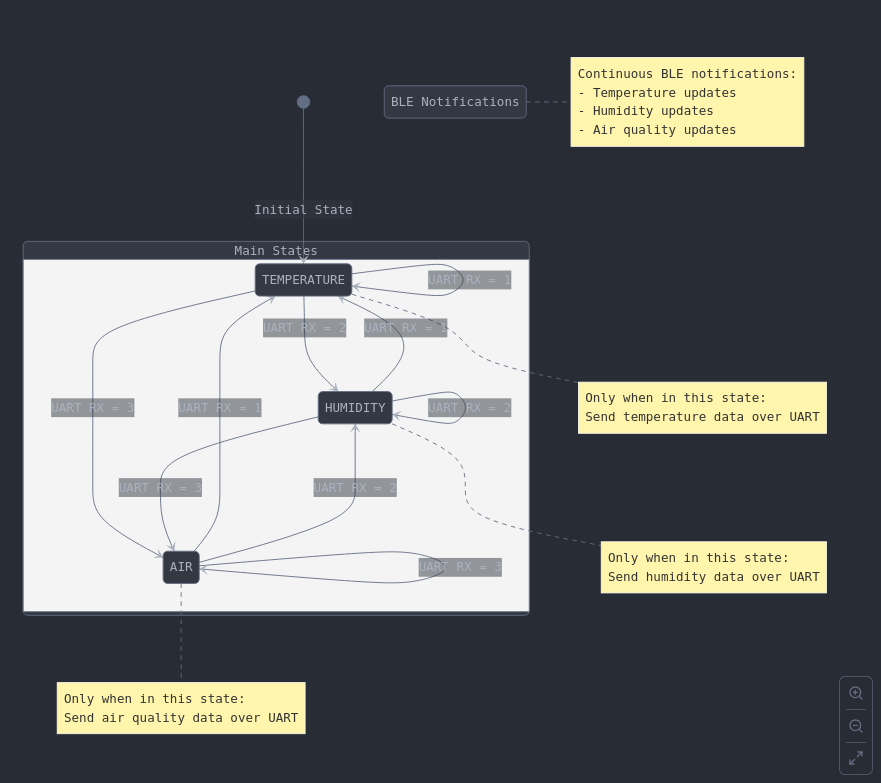 Continuous BLE notifications:
- Temperature updates
- Humidity updates
- Air quality updates
BLE Notifications
Initial State
Main States
TEMPERATURE
UART RX = 1
UART RX = 2
UART RX = 1
Only when in this state:
Send temperature data over UART
UART RX = 3
UART RX = 1
HUMIDITY
UART RX = 2
UART RX = 3
UART RX = 2
AIR
UART RX = 3
Only when in this state:
Send humidity data over UART
Only when in this state:
Send air quality data over UART